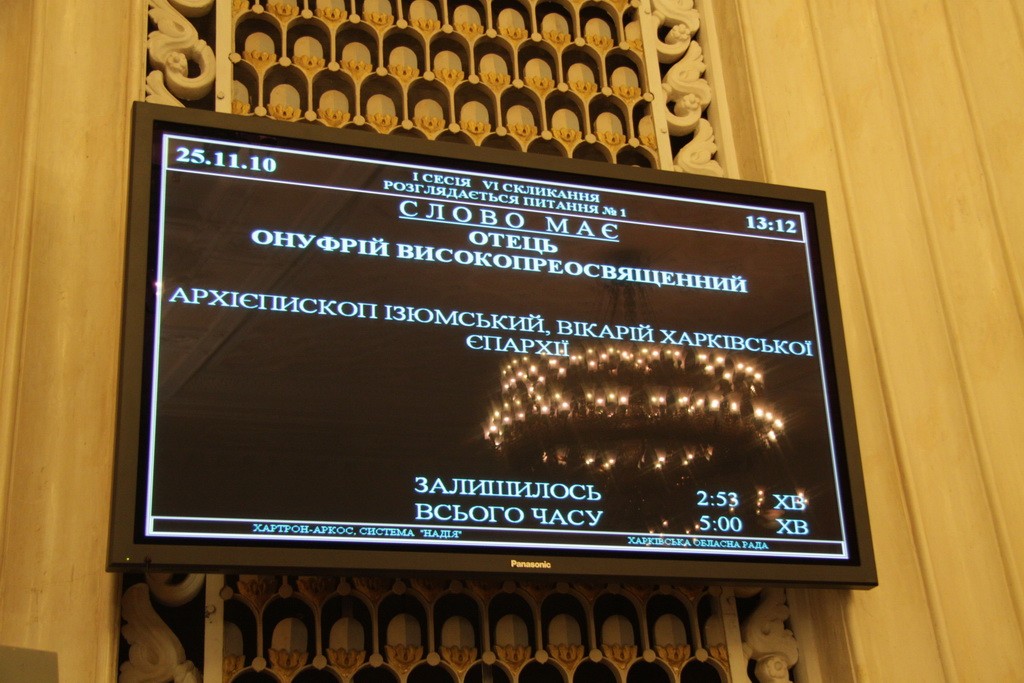 25.11.10
І СЕСІЯ VI СКЛИКАННЯ
РОЗГЛЯДАЄТЬСЯ ПИТАННЯ № 1
13:12
СЛОВО МАЄ
ОТЕЦЬ
ОНУФРІЙ ВИСОКОПРЕОСВЯЩЕННИЙ
АРХІЄПИСКОП ІЗЮМСЬКИЙ, ВІКАРІЙ ХАРКІВСЬКОЇ
ЄПАРХІЇ
ЗАЛИШИЛОСЬ 2:53 ХВ
ВСЬОГО ЧАСУ 5:00 ХВ
ХАРТРОН-АРКОС, СИСТЕМА "НАДІЯ" ХАРКІВСЬКА ОБЛАСНА РАДА
Panasonic